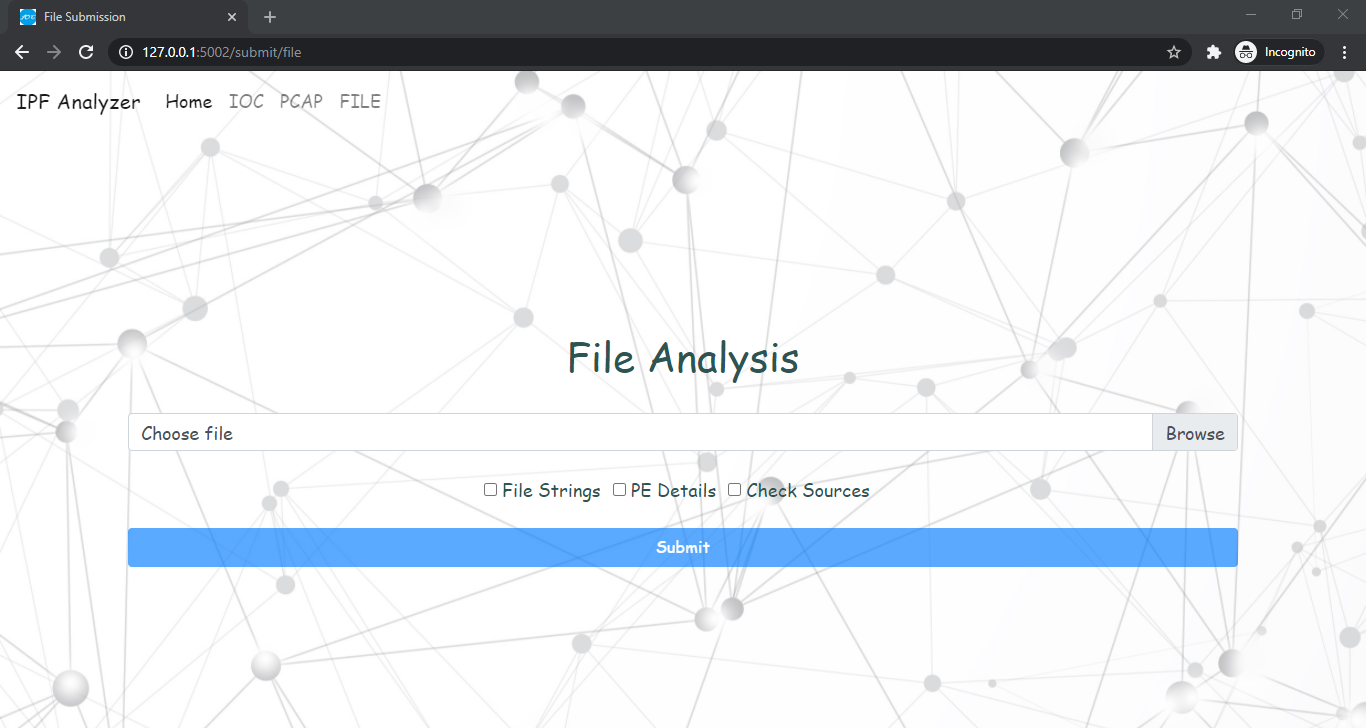 File Submission
127.0.0.1:5002/submit/file
Incognito
IPF Analyzer Home IOC PCAP FILE
File Analysis
Choose file Browse
File Strings PE Details Check Sources
Submit